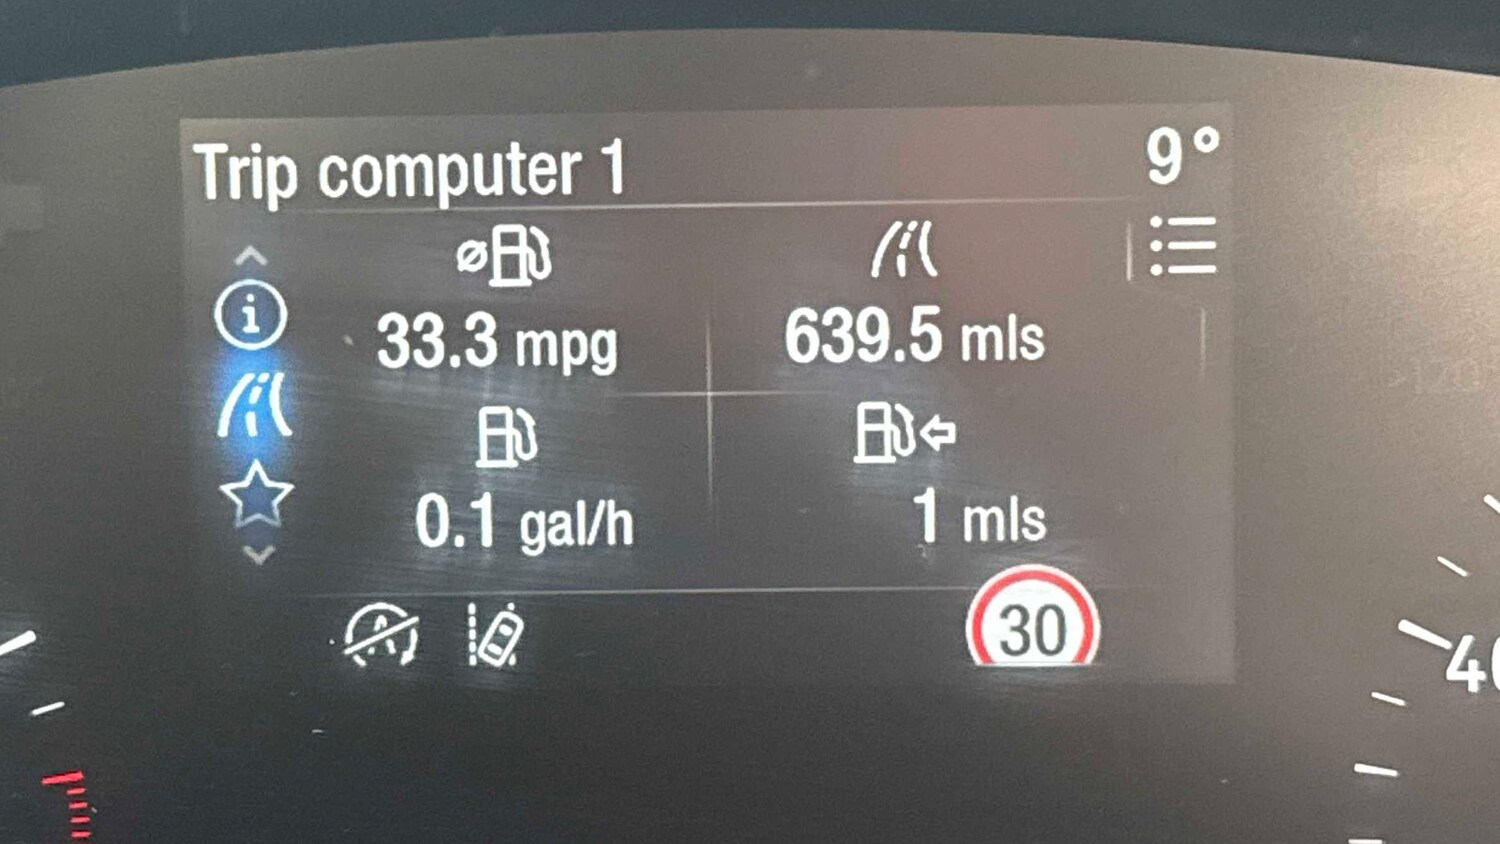 Trip computer 1 9°
33.3 mpg 639.5 mls
0.1 gal/h 1 mls
30